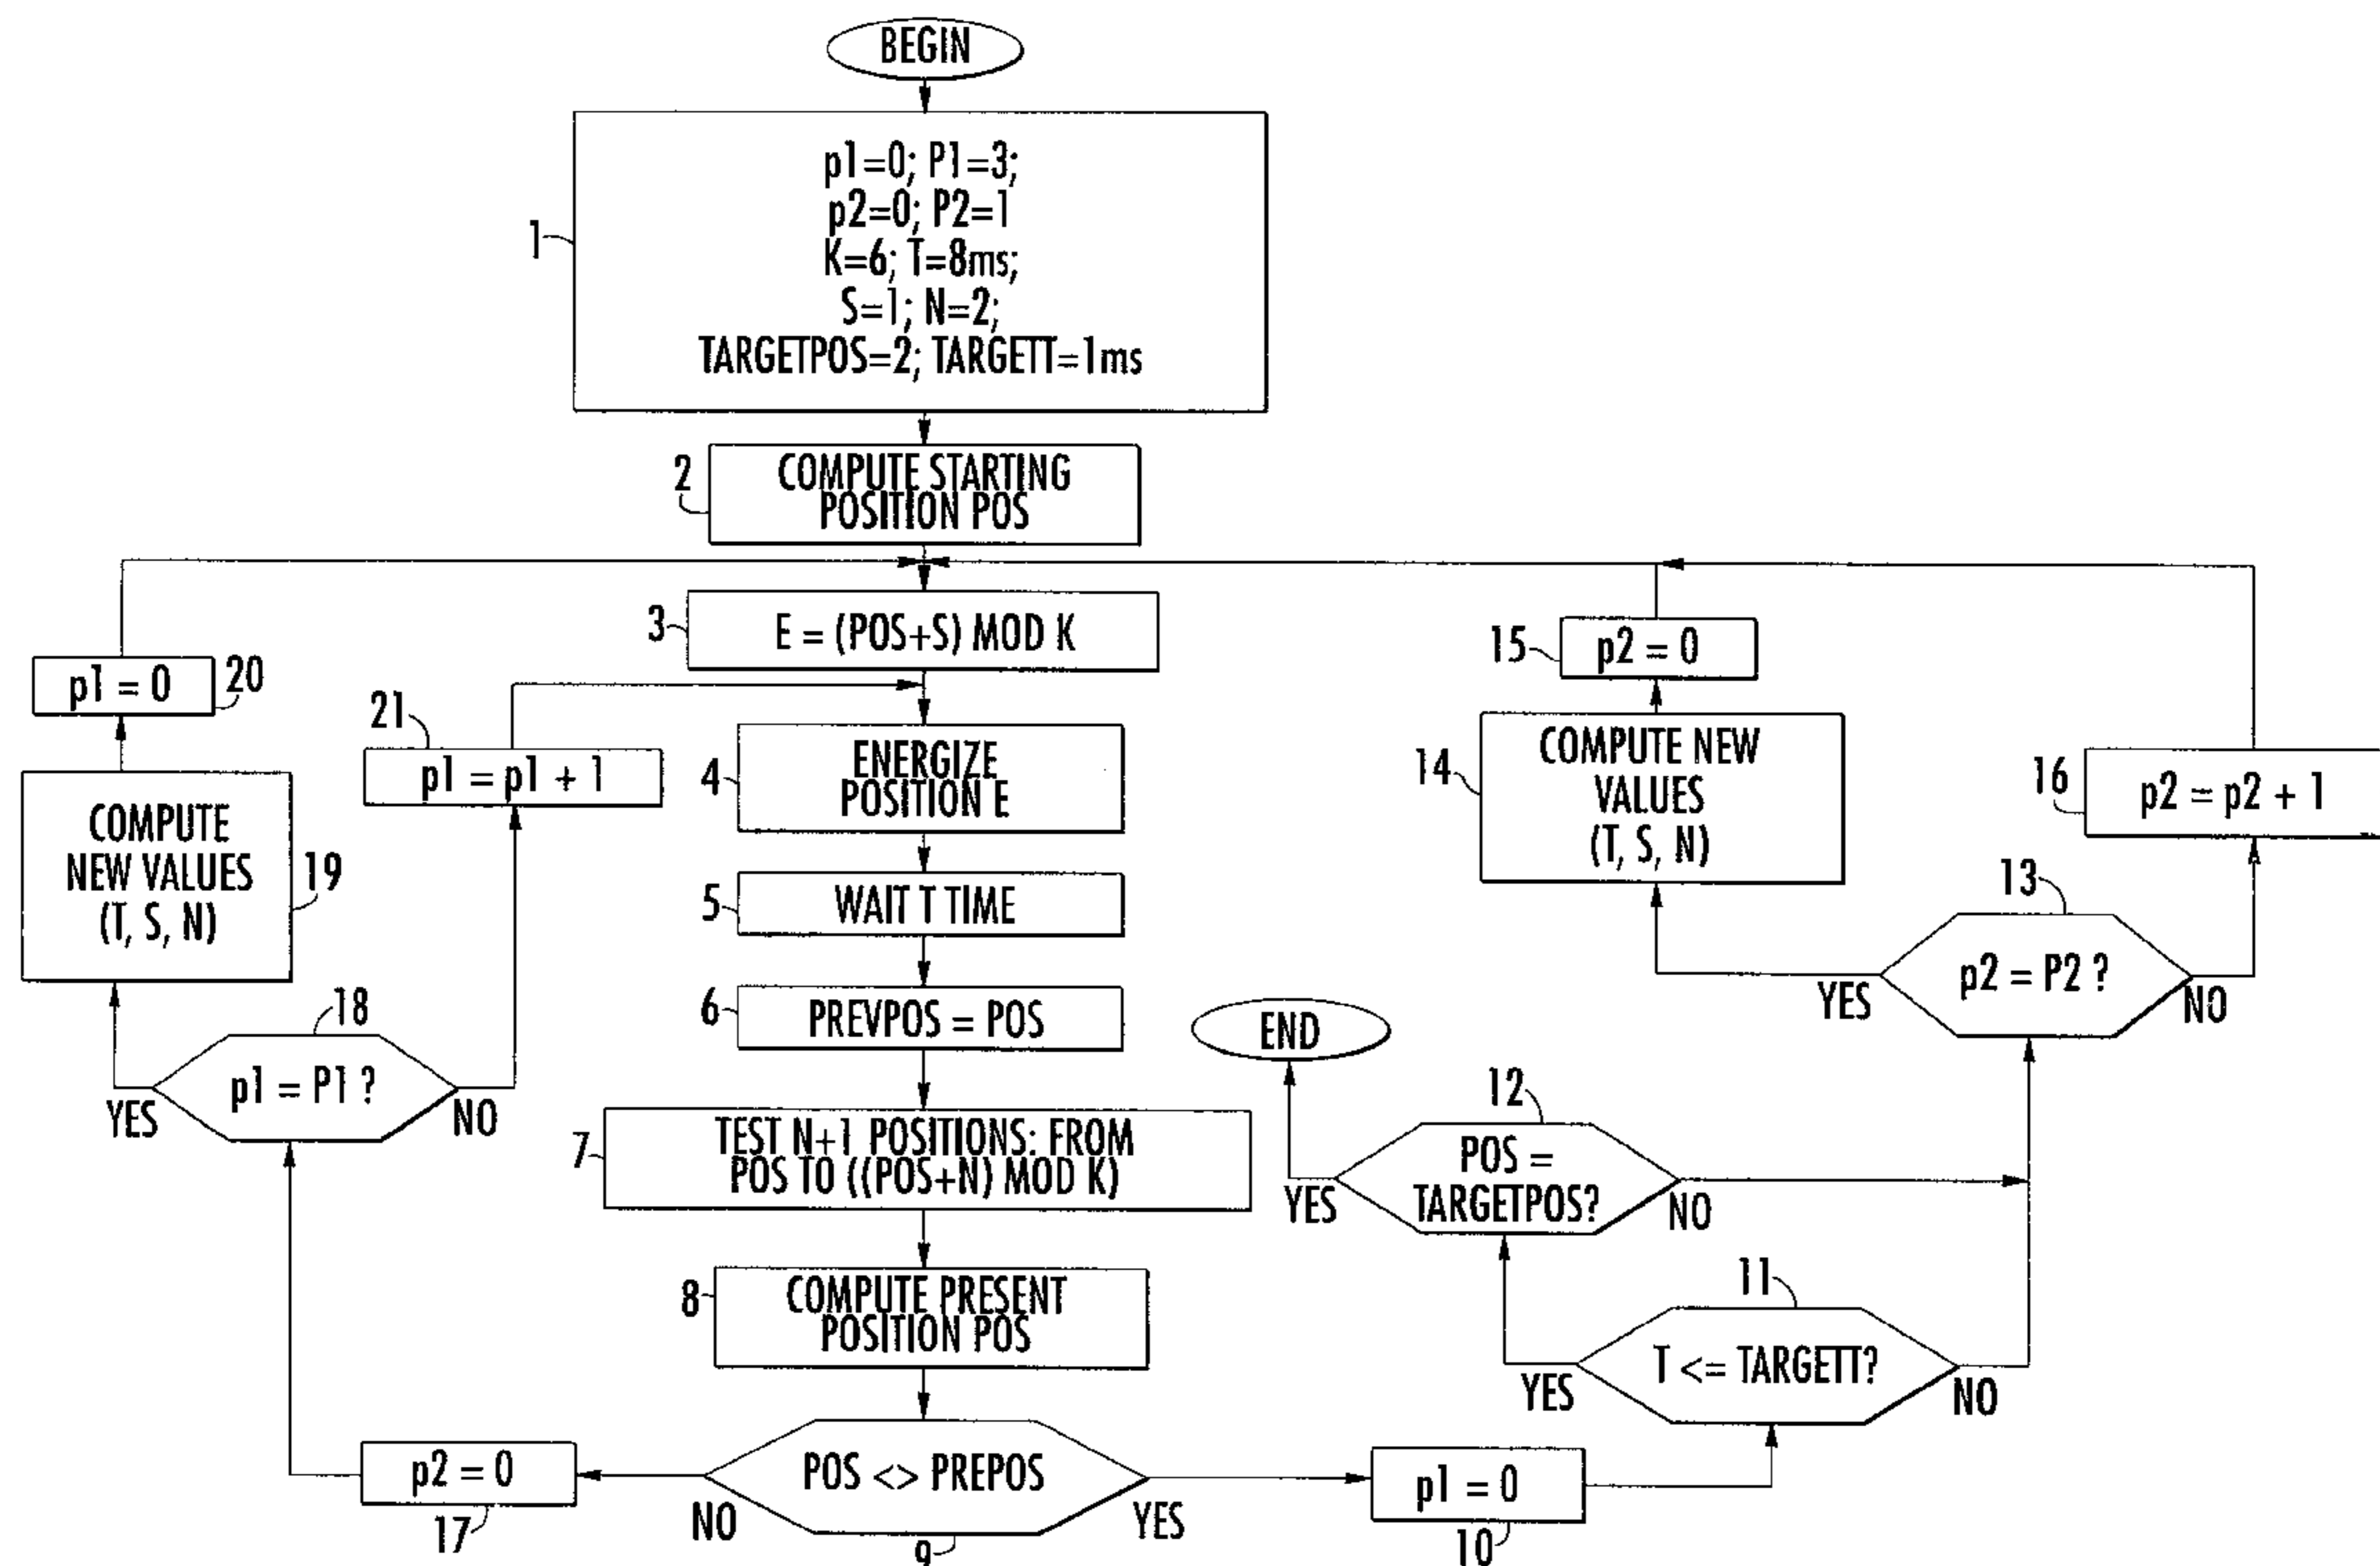 BEGIN
p1=0; P1=3;
p2=0; P2=1
K=6; T=8ms;
S=1; N=2;
TARGETPOS=2; TARGETT=1ms
1
2
COMPUTE STARTING
POSITION POS
3
E = (POS+S) MOD K
4
ENERGIZE
POSITION E
5
WAIT T TIME
6
PREVPOS = POS
7
TEST N+1 POSITIONS: FROM
POS TO ((POS+N) MOD K)
8
COMPUTE PRESENT
POSITION POS
POS <> PREPOS
9
NO
YES
p1 = 0
10
T <= TARGETT?
11
YES
NO
POS =
TARGETPOS?
12
YES
NO
END
p2 = P2 ?
13
YES
NO
14
COMPUTE NEW
VALUES
(T, S, N)
15
p2 = 0
16
p2 = p2 + 1
p2 = 0
17
p1 = P1 ?
18
YES
NO
COMPUTE
NEW VALUES
(T, S, N)
19
p1 = 0
20
21
p1 = p1 + 1